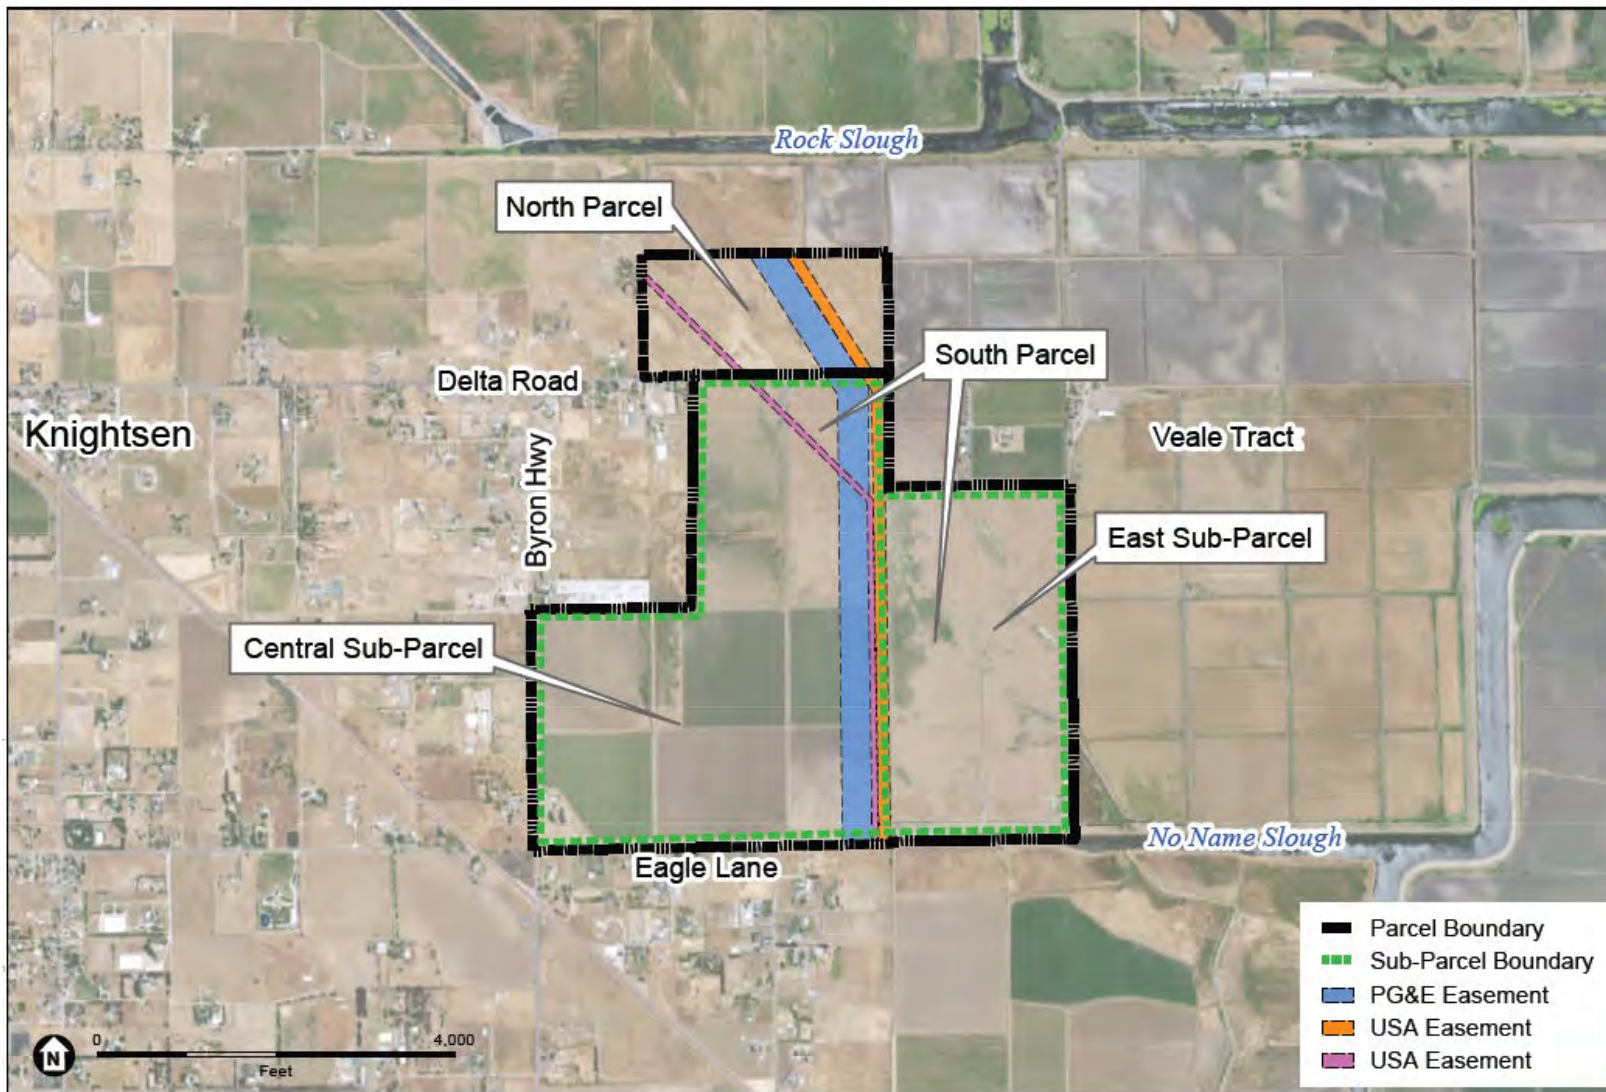 Rock Slough
North Parcel
South Parcel
Delta Road
Knightsen
Byron Hwy
Veale Tract
East Sub-Parcel
Central Sub-Parcel
No Name Slough
Eagle Lane
Parcel Boundary
Sub-Parcel Boundary
PG&E Easement
USA Easement
USA Easement
N
0 4,000
Feet